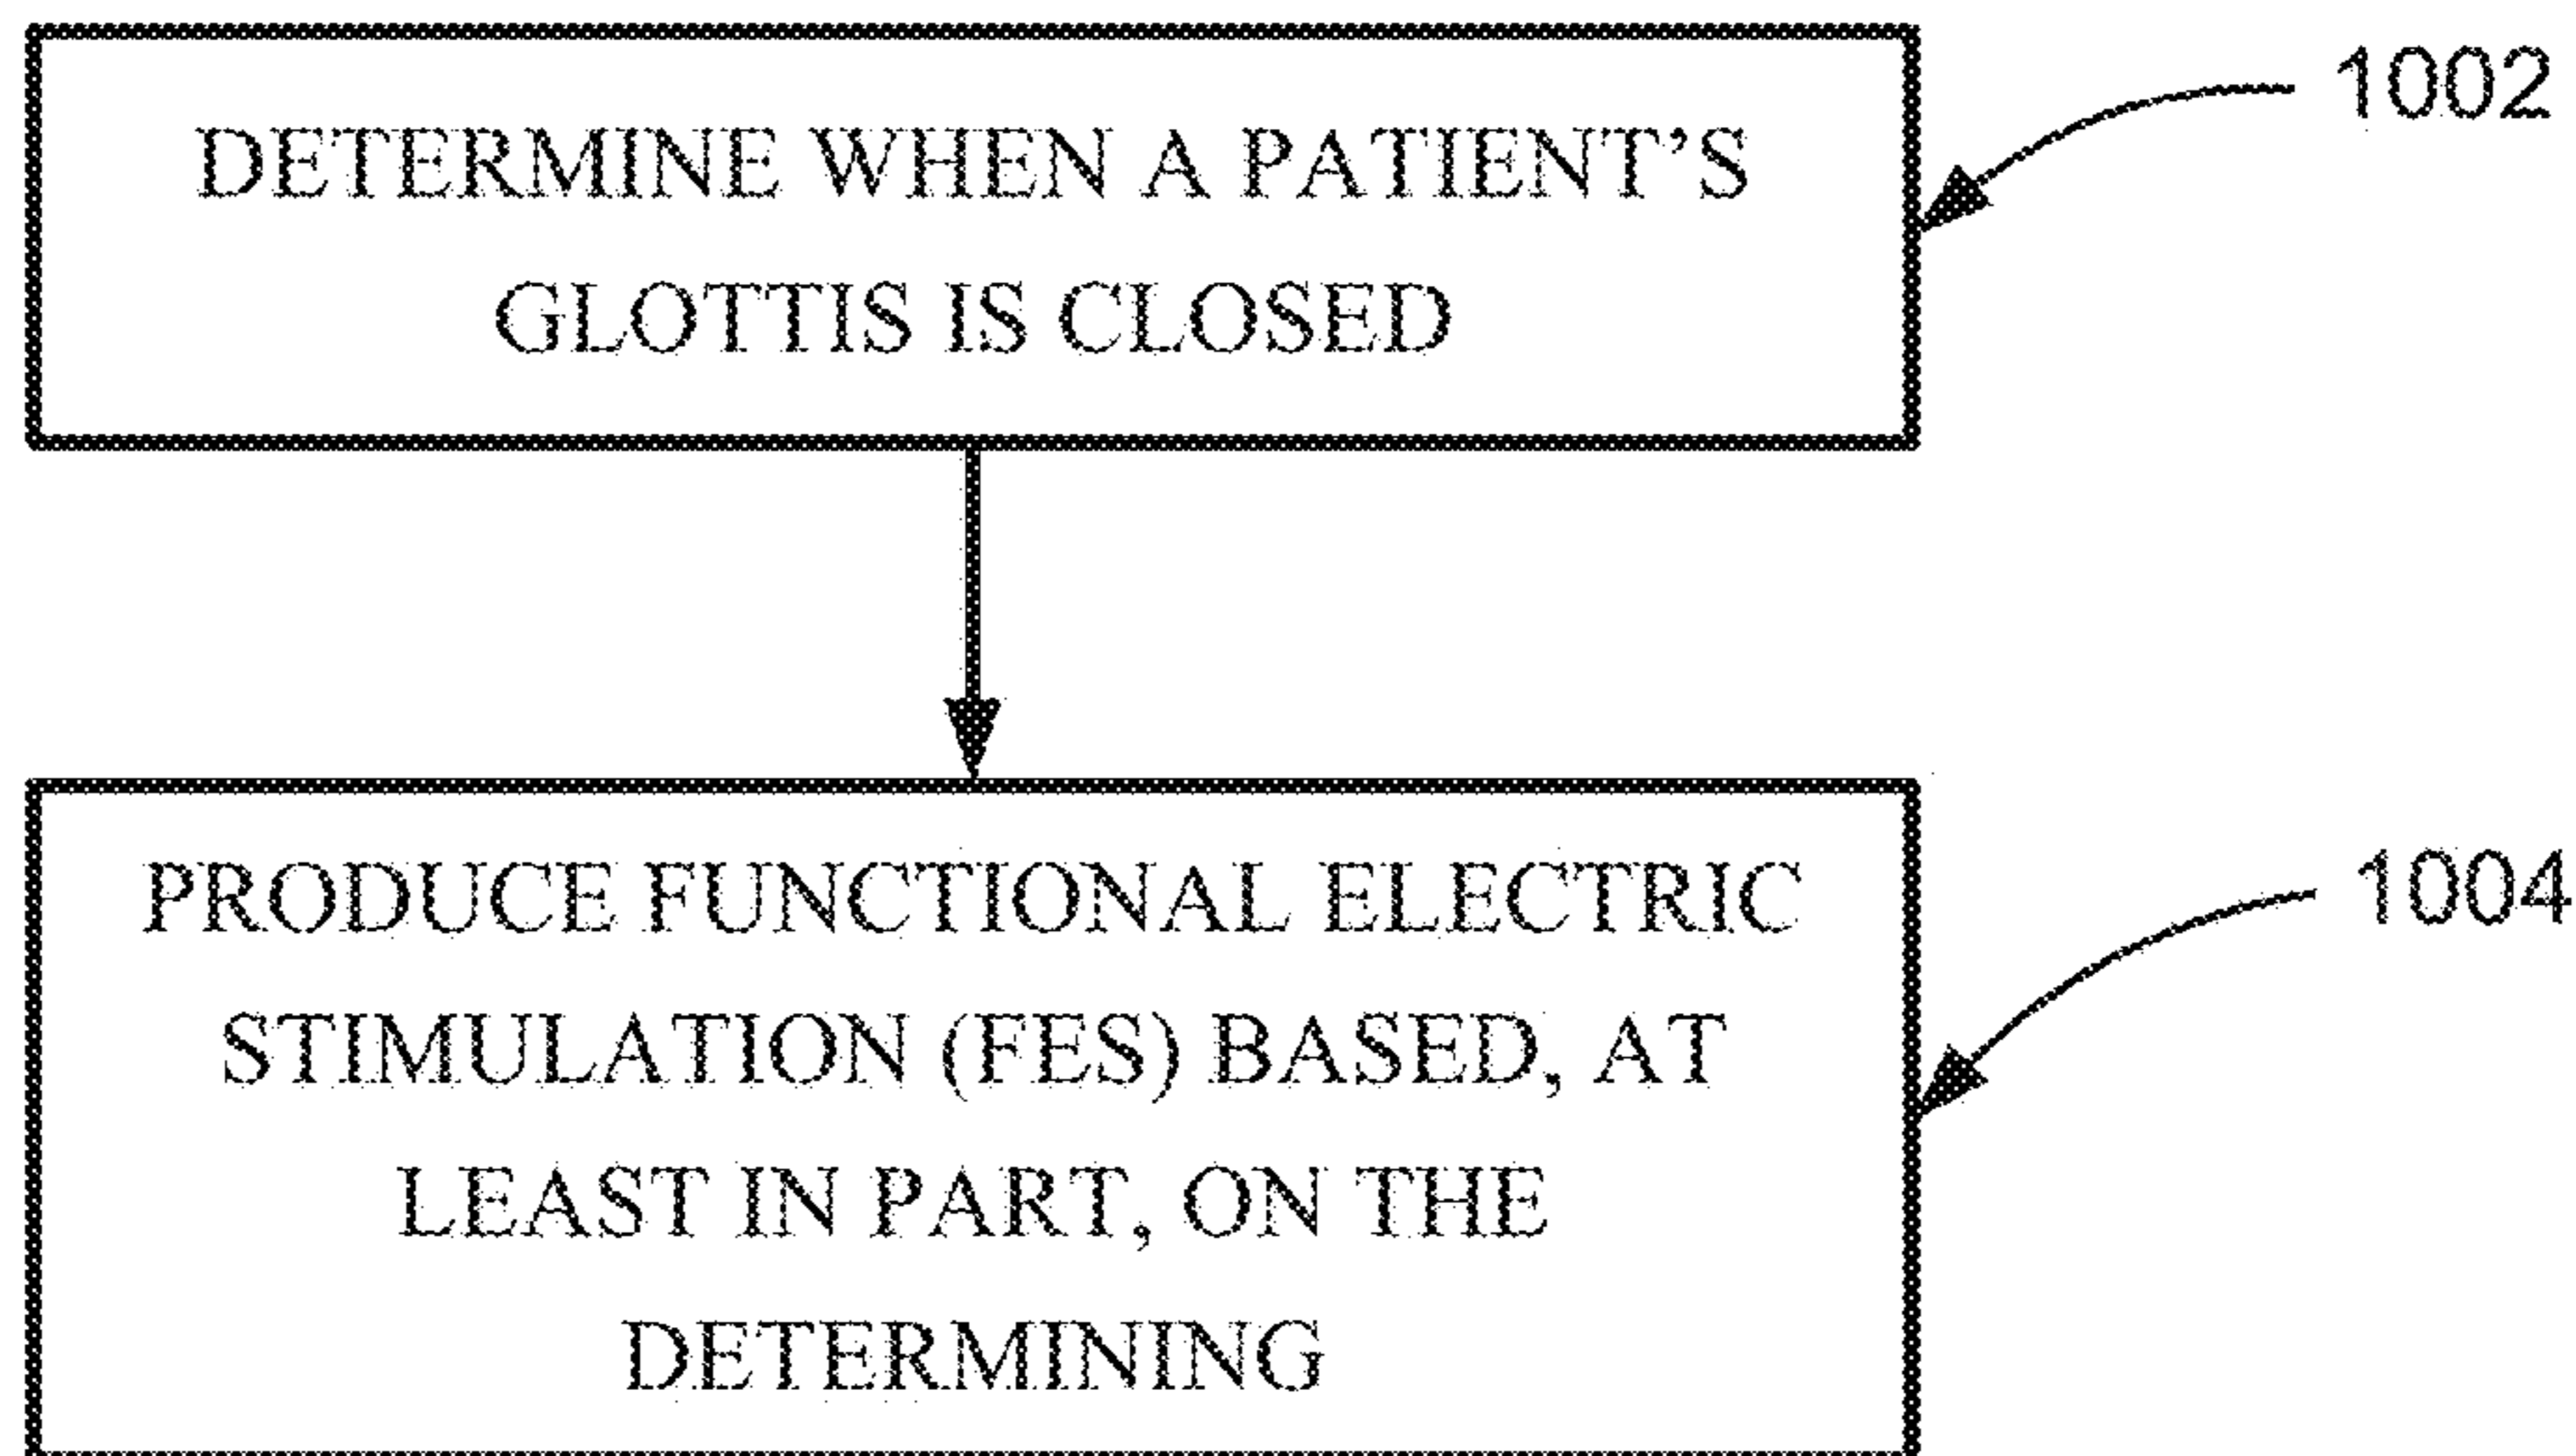 DETERMINE WHEN A PATIENT’S
GLOTTIS IS CLOSED
1002
PRODUCE FUNCTIONAL ELECTRIC
STIMULATION (FES) BASED, AT
LEAST IN PART, ON THE
DETERMINING
1004